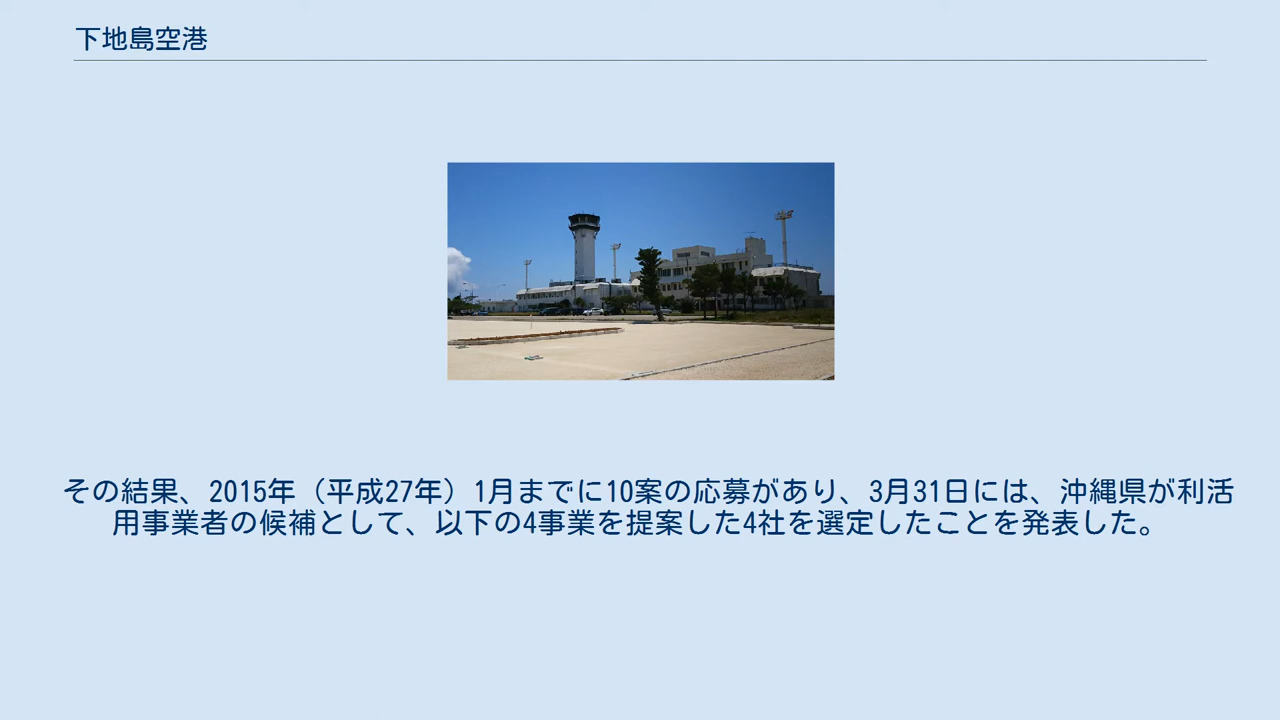 下地島空港
その結果、2015年（平成27年）1月までに10案の応募があり、3月31日には、沖縄県が利活
用事業者の候補として、以下の4事業を提案した4社を選定したことを発表した。